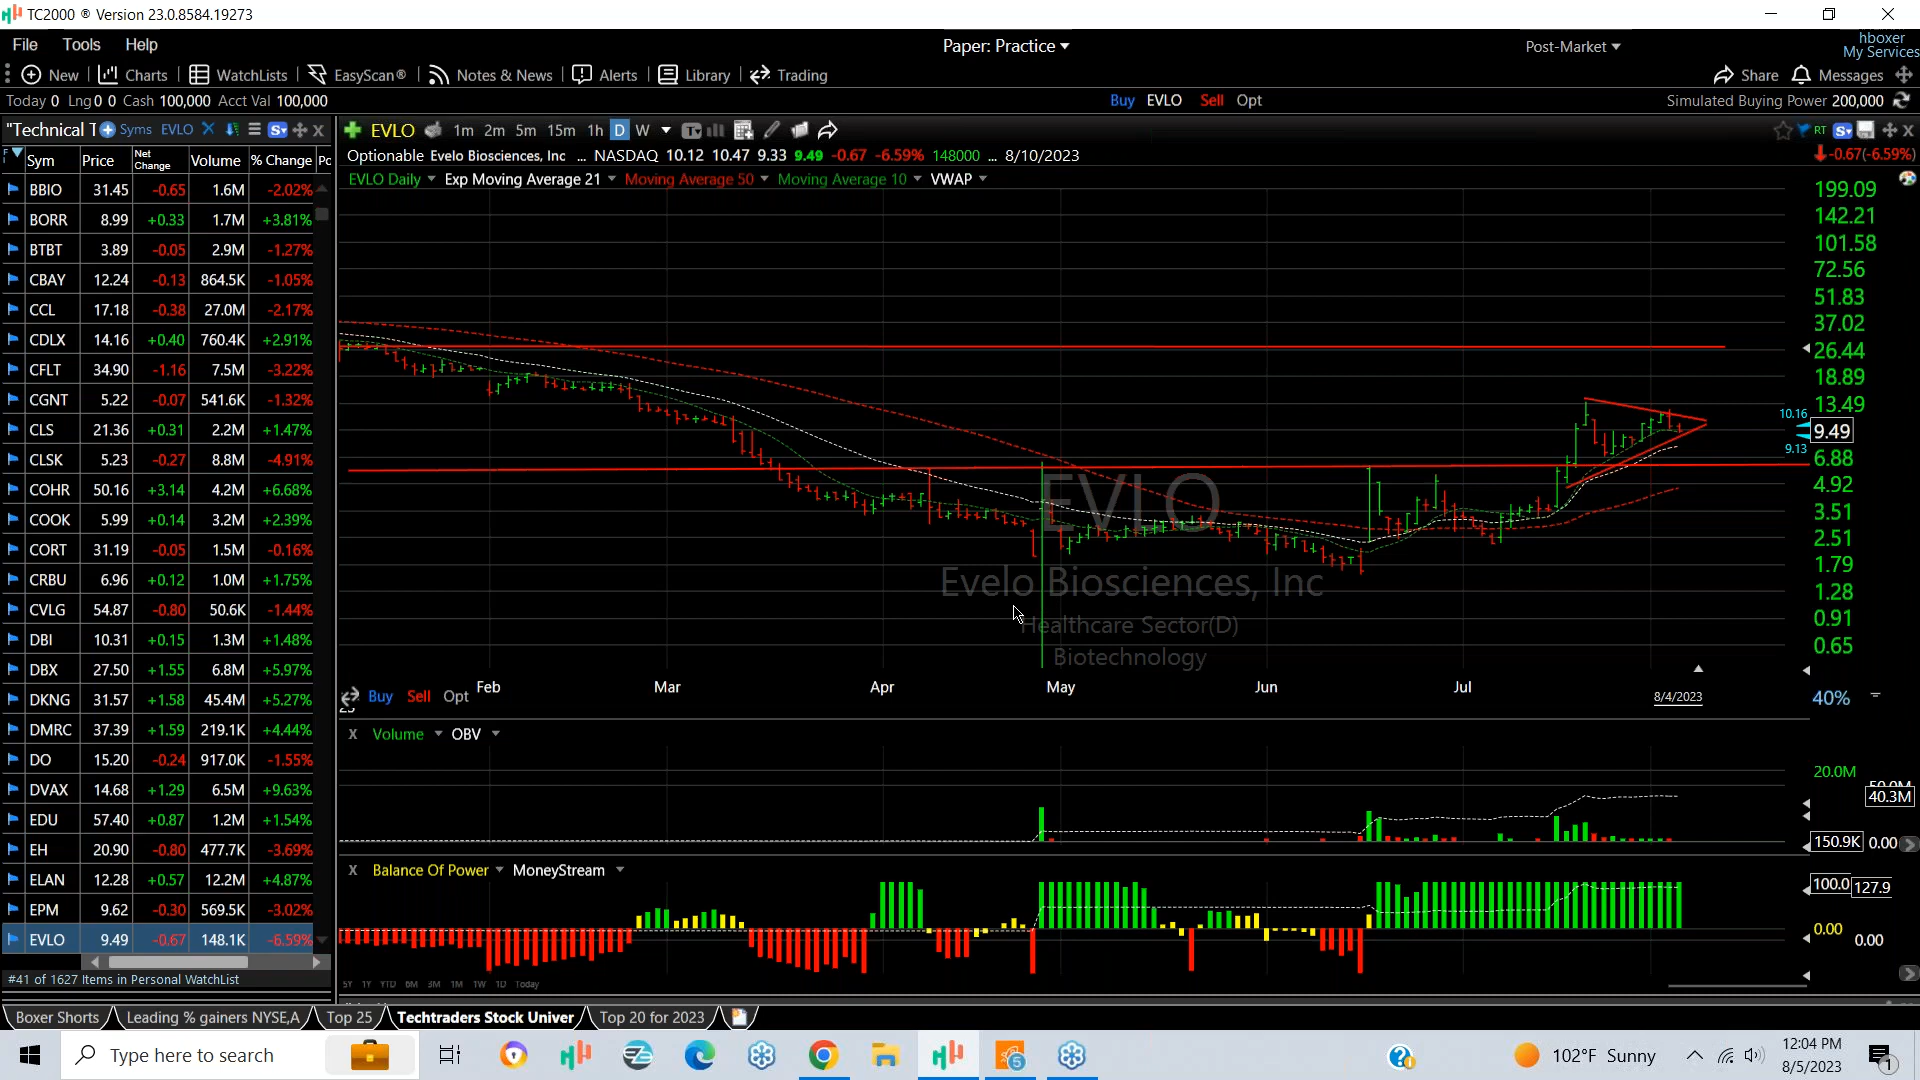 TC2000 ® Version 23.0.8584.19273
File Tools Help
Paper: Practice
Post-Market
hboxer
My Services
New Charts WatchLists EasyScan® Notes & News Alerts Library Trading
Share Messages
Today 0 Lng 0 0 Cash 100,000 Acct Val 100,000
Buy EVLO Sell Opt
Simulated Buying Power 200,000
"Technical T Syms EVLO
EVLO 1m 2m 5m 15m 1h D W
RT
Sym Price Net Change Volume % Change Pc
Optionable Evelo Biosciences, Inc ... NASDAQ 10.12 10.47 9.33 9.49 -0.67 -6.59% 148000 ... 8/10/2023
-0.67(-6.59%)
EVLO Daily Exp Moving Average 21 Moving Average 50 Moving Average 10 VWAP
BBIO 31.45 -0.65 1.6M -2.02%
BORR 8.99 +0.33 1.7M +3.81%
BTBT 3.89 -0.05 2.9M -1.27%
CBAY 12.24 -0.13 864.5K -1.05%
CCL 17.18 -0.38 27.0M -2.17%
CDLX 14.16 +0.40 760.4K +2.91%
CFLT 34.90 -1.16 7.5M -3.22%
CGNT 5.22 -0.07 541.6K -1.32%
CLS 21.36 +0.31 2.2M +1.47%
CLSK 5.23 -0.27 8.8M -4.91%
COHR 50.16 +3.14 4.2M +6.68%
COOK 5.99 +0.14 3.2M +2.39%
CORT 31.19 -0.05 1.5M -0.16%
CRBU 6.96 +0.12 1.0M +1.75%
CVLG 54.87 -0.80 50.6K -1.44%
DBI 10.31 +0.15 1.3M +1.48%
DBX 27.50 +1.55 6.8M +5.97%
DKNG 31.57 +1.58 45.4M +5.27%
DMRC 37.39 +1.59 219.1K +4.44%
DO 15.20 -0.24 917.0K -1.55%
DVAX 14.68 +1.29 6.5M +9.63%
EDU 57.40 +0.87 1.2M +1.54%
EH 20.90 -0.80 477.7K -3.69%
ELAN 12.28 +0.57 12.2M +4.87%
EPM 9.62 -0.30 569.5K -3.02%
EVLO 9.49 -0.67 148.1K -6.59%
#41 of 1627 Items in Personal WatchList
199.09
142.21
101.58
72.56
51.83
37.02
26.44
18.89
13.49
10.16
9.49
9.13
6.88
4.92
3.51
2.51
1.79
1.28
0.91
0.65
EVLO
Evelo Biosciences, Inc
Healthcare Sector(D)
Biotechnology
Buy Sell Opt
Feb Mar Apr May Jun Jul
8/4/2023
40%
X Volume OBV
20.0M
40.3M
150.9K 0.00
X Balance Of Power MoneyStream
100.0 127.9
0.00 0.00
5Y 1Y YTD 6M 3M 1M 1W 1D Today
Boxer Shorts Leading % gainers NYSE,A Top 25 Techtraders Stock Univer Top 20 for 2023
Type here to search
5
102°F Sunny
12:04 PM
8/5/2023
1